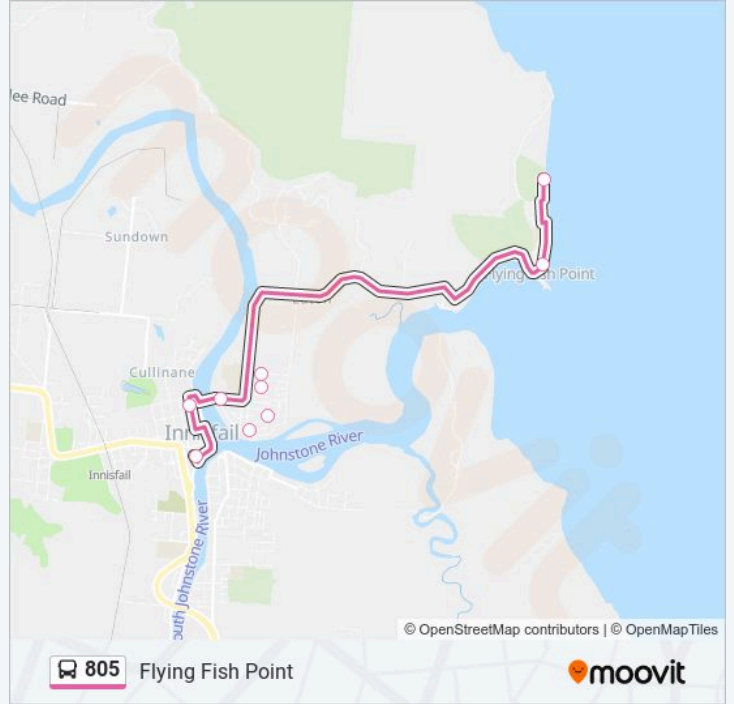 lee Road
Sundown
Flying Fish Point
Cullinane
Innisfail
Johnstone River
Innisfail
outh Johnstone River
© OpenStreetMap contributors | © OpenMapTiles
805 Flying Fish Point
moovit